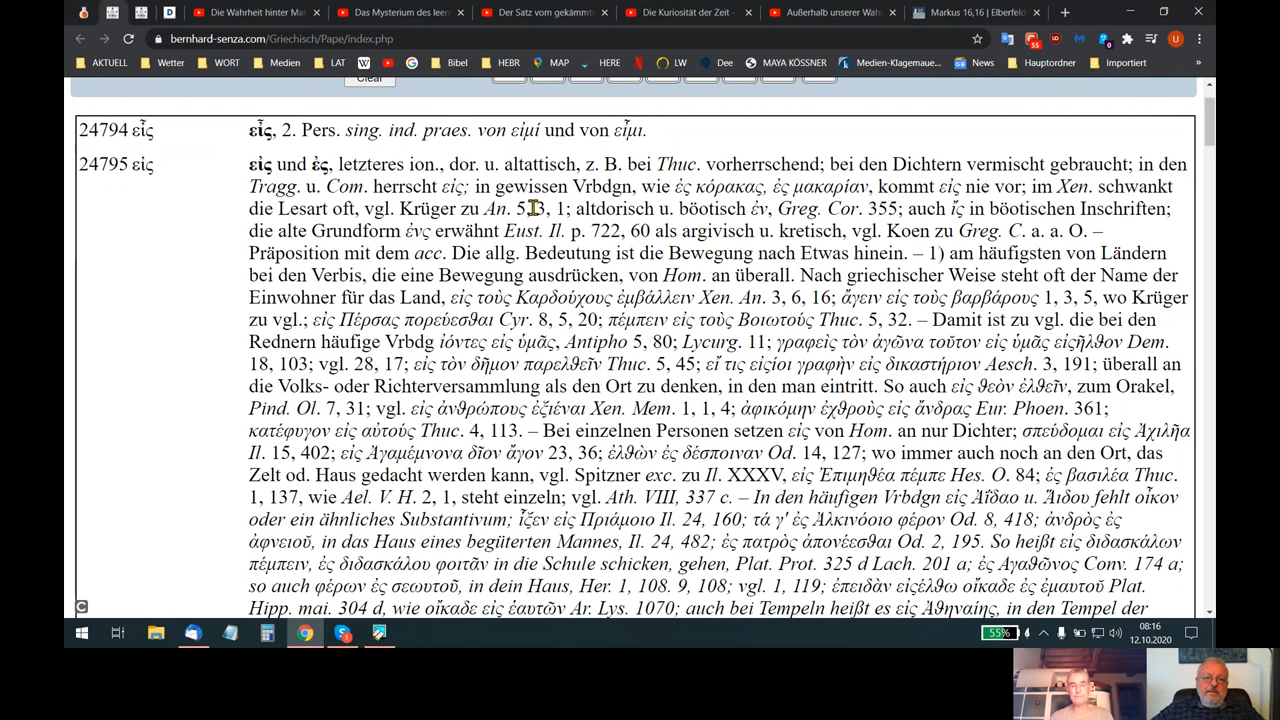 Die Wahrheit hinter Mat
Das Mysterium des leere
Der Satz vom gekämmte
Die Kuriosität der Zeit -
Außerhalb unserer Wah
Markus 16,16 | Elberfeld
bernhard-senza.com/Griechisch/Pape/index.php
ALLES Wetter WORT Medien LAT Bibel HEBR MAP HERE LW Dee MAYA KÖSSNER Medien-Klagemaue... News Hauptordner Importiert
Clear
24794 εἶς εἶς, 2. Pers. sing. ind. praes. von εἰμί und von εἶμι.
24795 εἰς εἰς und ἐς, letzteres ion., dor. u. altattisch, z. B. bei Thuc. vorherrschend; bei den Dichtern vermischt gebraucht; in den
Tragg. u. Com. herrscht εἰς; in gewissen Vrbdgn, wie ἐς κόρακας, ἐς μακαρίαν, kommt εἰς nie vor; im Xen. schwankt
die Lesart oft, vgl. Krüger zu An. 5, 3, 1; altdorisch u. böotisch ἐν, Greg. Cor. 355; auch ἴς in böotischen Inschriften;
die alte Grundform ἐνς erwähnt Eust. Il. p. 722, 60 als argivisch u. kretisch, vgl. Koen zu Greg. C. a. a. O. –
Präposition mit dem acc. Die allg. Bedeutung ist die Bewegung nach Etwas hinein. – 1) am häufigsten von Ländern
bei den Verbis, die eine Bewegung ausdrücken, von Hom. an überall. Nach griechischer Weise steht oft der Name der
Einwohner für das Land, εἰς τοὺς Καρδούχους ἐμβάλλειν Xen. An. 3, 6, 16; ἄγειν εἰς τοὺς βαρβάρους 1, 3, 5, wo Krüger
zu vgl.; εἰς Πέρσας πορεύεσθαι Cyr. 8, 5, 20; πέμπειν εἰς τοὺς Βοιωτούς Thuc. 5, 32. – Damit ist zu vgl. die bei den
Rednern häufige Vrbdg ἰόντες εἰς ὑμᾶς, Antipho 5, 80; Lycurg. 11; γραφεὶς τὸν ἀγῶνα τοῦτον εἰς ὑμᾶς εἰςῆλθον Dem.
18, 103; vgl. 28, 17; εἰς τὸν δῆμον παρελθεῖν Thuc. 5, 45; εἴ τις εἰςίοι γραφὴν εἰς δικαστήριον Aesch. 3, 191; überall an
die Volks- oder Richterversammlung als den Ort zu denken, in den man eintritt. So auch εἰς θεὸν ἐλθεῖν, zum Orakel,
Pind. Ol. 7, 31; vgl. εἰς ἀνθρώπους ἐξιέναι Xen. Mem. 1, 1, 4; ἀφικόμην ἐχθροὺς εἰς ἄνδρας Eur. Phoen. 361;
κατέφυγον εἰς αὐτούς Thuc. 4, 113. – Bei einzelnen Personen setzen εἰς von Hom. an nur Dichter; σπεύδομαι εἰς Ἀχιλῆα
Il. 15, 402; εἰς Ἀγαμέμνονα δῖον ἄγον 23, 36; ἐλθὼν ἐς δέσποιναν Od. 14, 127; wo immer auch noch an den Ort, das
Zelt od. Haus gedacht werden kann, vgl. Spitzner exc. zu Il. XXXV, εἰς Ἐπιμηθέα πέμπε Hes. O. 84; ἐς βασιλέα Thuc.
1, 137, wie Ael. V. H. 2, 1, steht einzeln; vgl. Ath. VIII, 337 c. – In den häufigen Vrbdgn εἰς Ἀΐδαο u. Ἅιδου fehlt οἶκον
oder ein ähnliches Substantivum; ἷξεν εἰς Πριάμοιο Il. 24, 160; τά γ' ἐς Ἀλκινόοιο φέρον Od. 8, 418; ἀνδρὸς ἐς
ἀφνειοῦ, in das Haus eines begüterten Mannes, Il. 24, 482; ἐς πατρὸς ἀπονέεσθαι Od. 2, 195. So heißt εἰς διδασκάλων
πέμπειν, ἐς διδασκάλου φοιτᾶν in die Schule schicken, gehen, Plat. Prot. 325 d Lach. 201 a; ἐς Ἀγαθῶνος Conv. 174 a;
so auch φέρων ἐς σεωυτοῦ, in dein Haus, Her. 1, 108. 9, 108; vgl. 1, 119; ἐπειδὰν εἰςέλθω οἴκαδε εἰς ἐμαυτοῦ Plat.
Hipp. mai. 304 d, wie οἴκαδε εἰς ἑαυτῶν Ar. Lys. 1070; auch bei Tempeln heißt es εἰς Ἀθηναίης, in den Tempel der
55%
08:16
12.10.2020